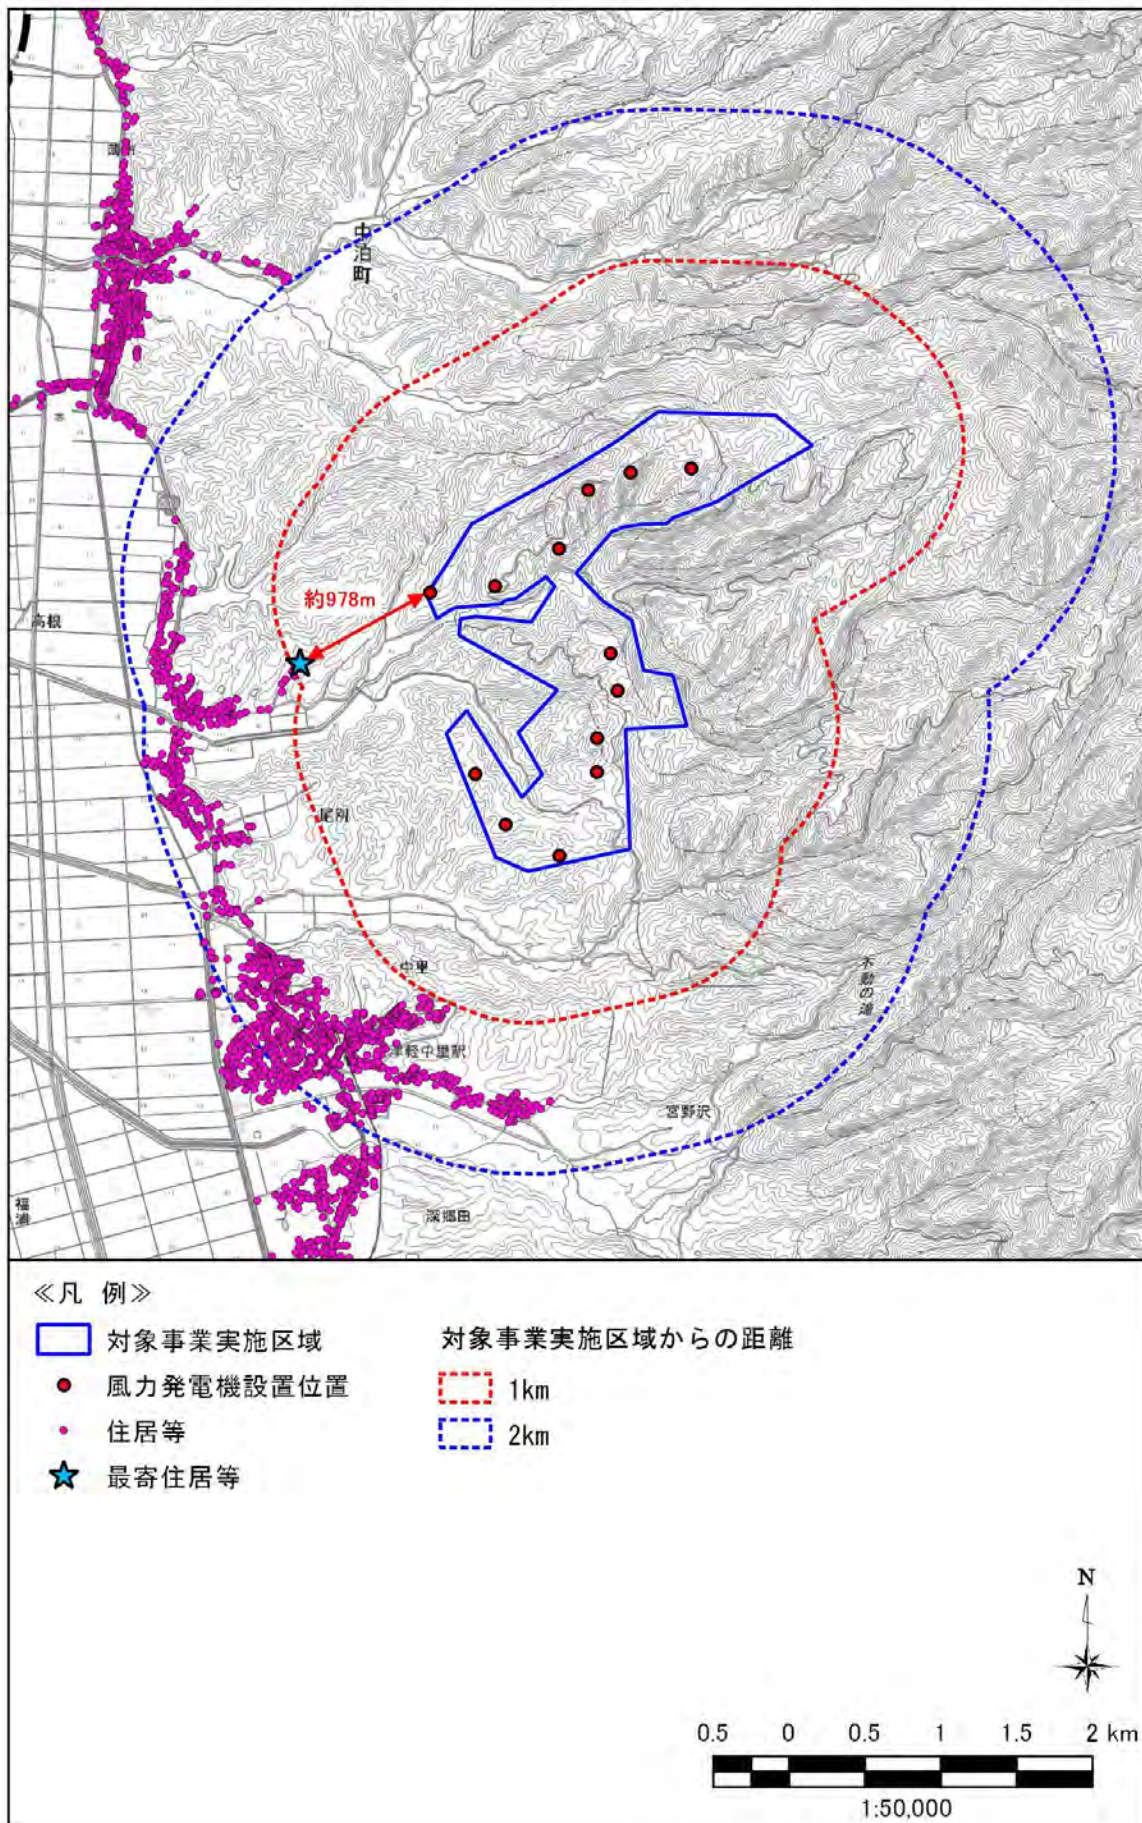 中泊町
約978m
高根
尾別
中里
不動の滝
津軽中里駅
宮野沢
福浦
深郷田
≪凡 例≫
対象事業実施区域
風力発電機設置位置
住居等
最寄住居等
対象事業実施区域からの距離
1km
2km
N
0.5 0 0.5 1 1.5 2 km
1:50,000